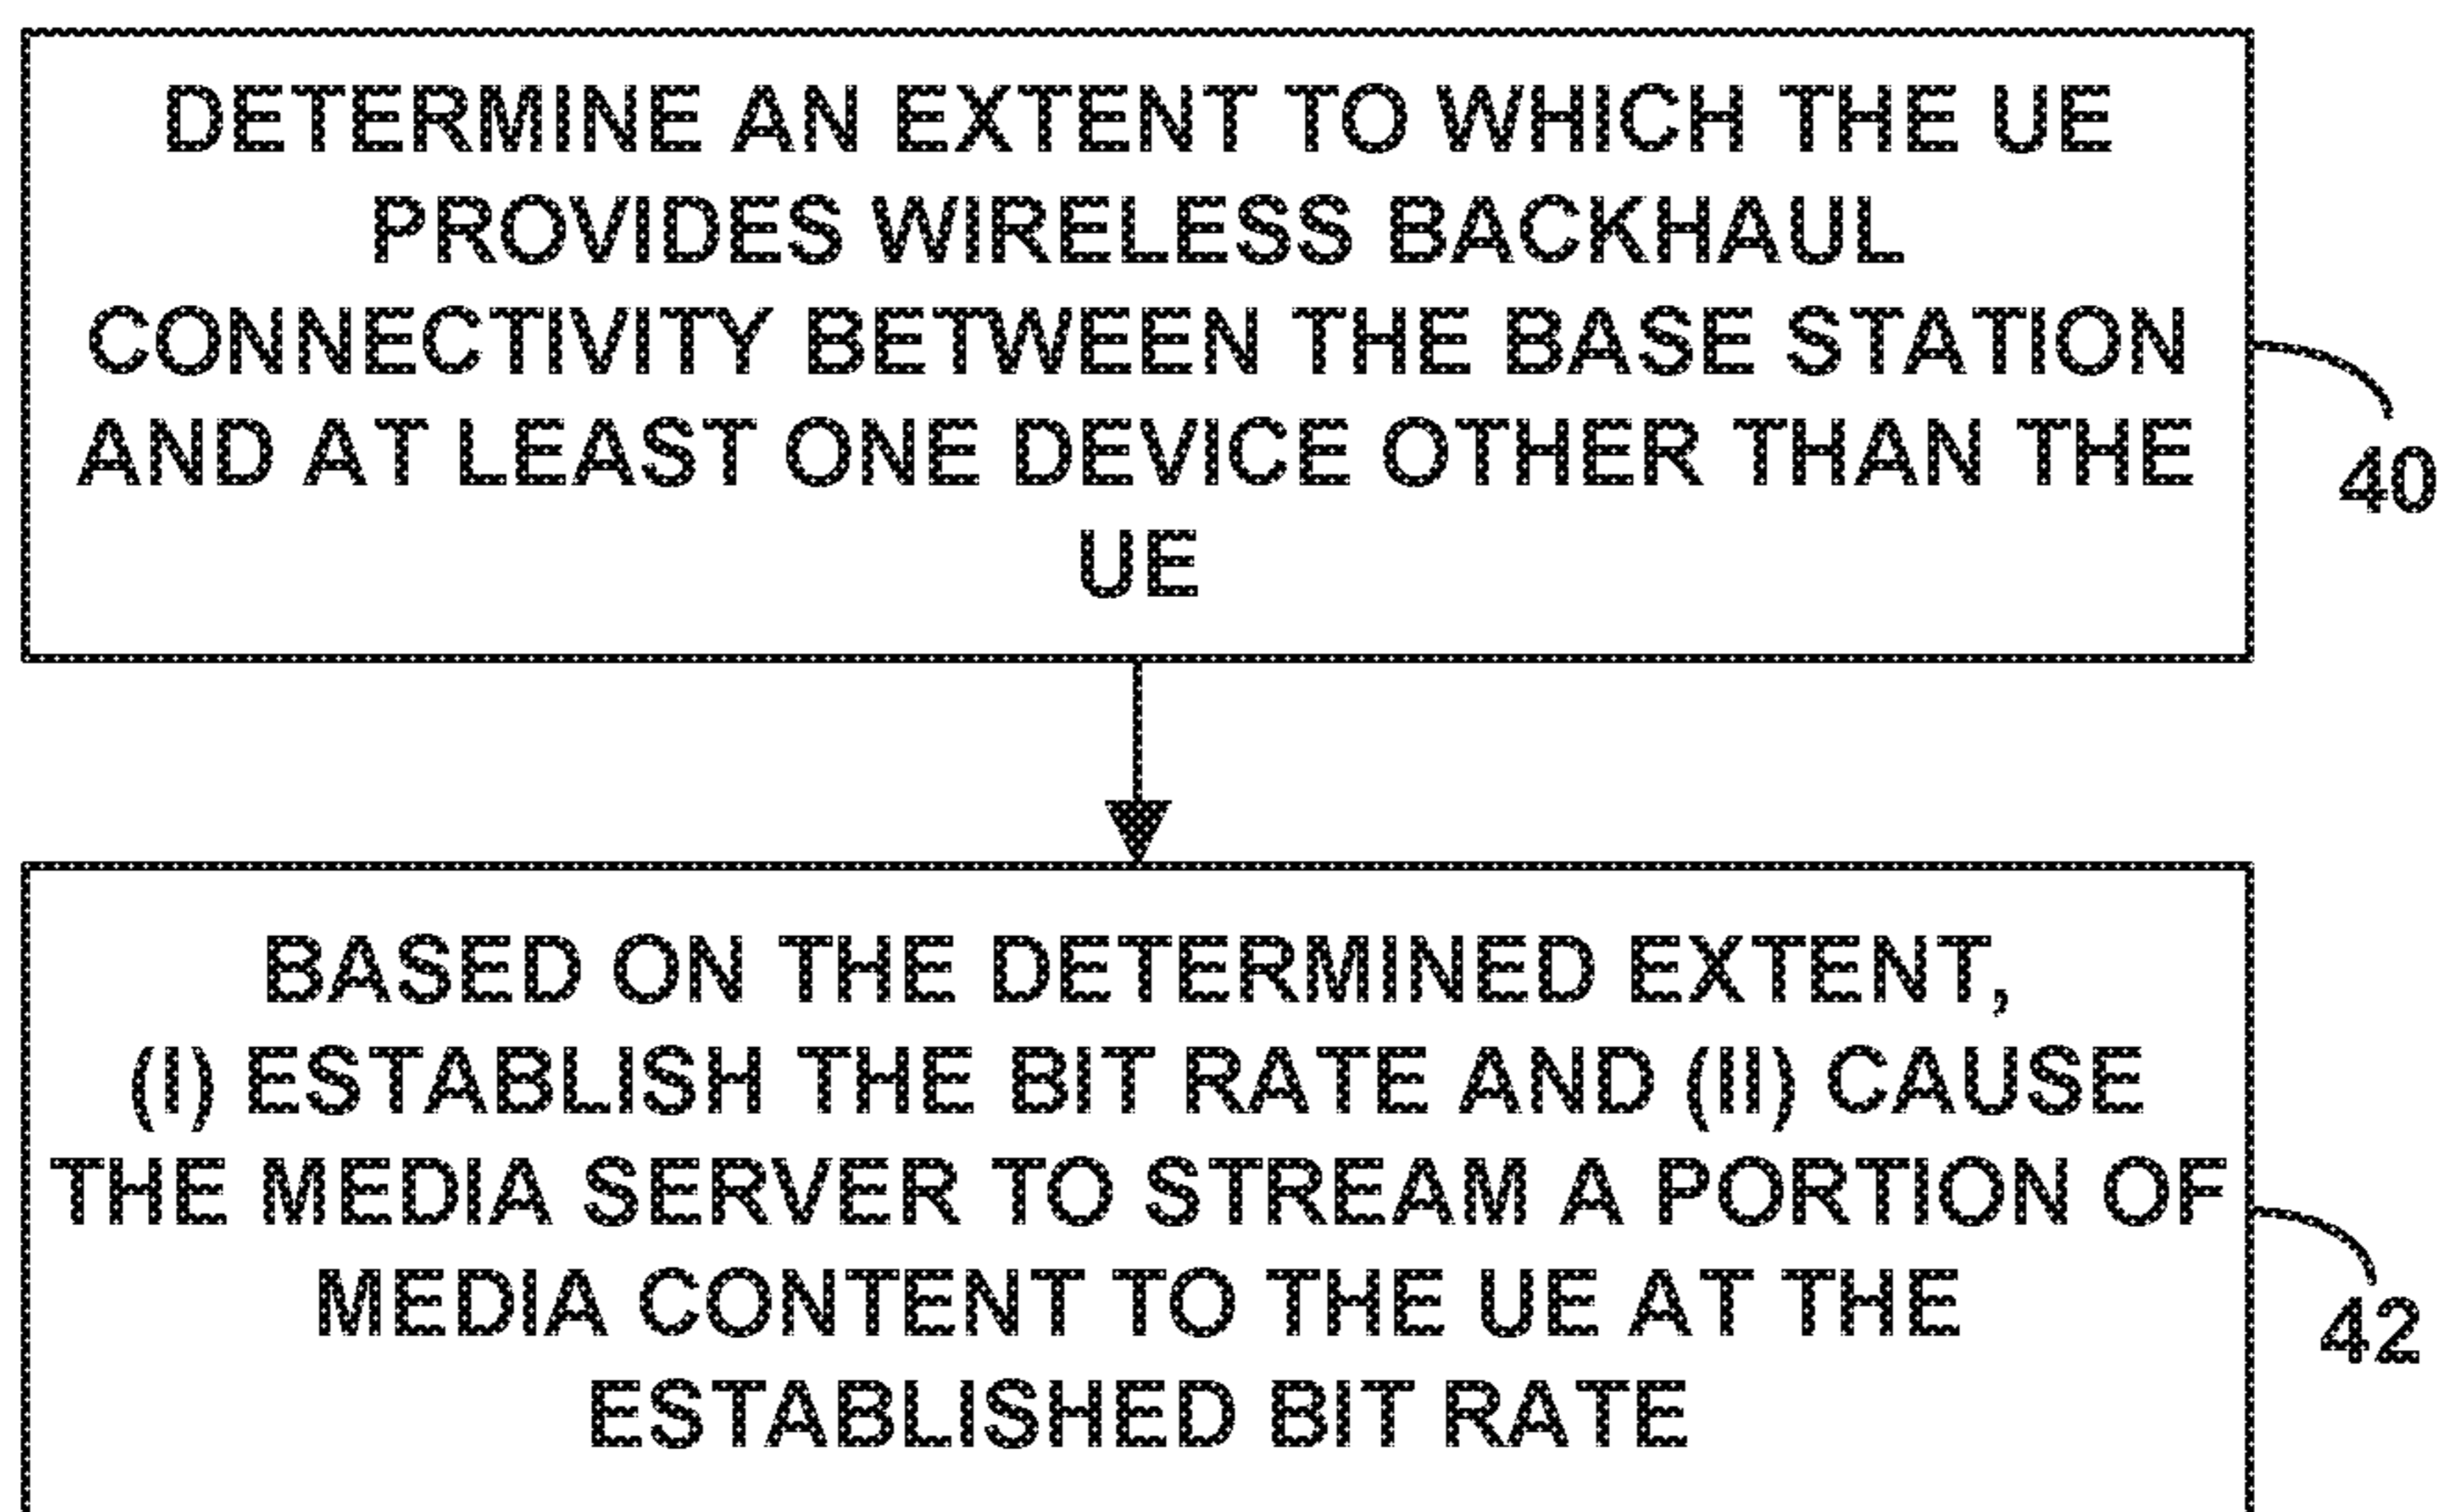 DETERMINE AN EXTENT TO WHICH THE UE
PROVIDES WIRELESS BACKHAUL
CONNECTIVITY BETWEEN THE BASE STATION
AND AT LEAST ONE DEVICE OTHER THAN THE
UE
40
BASED ON THE DETERMINED EXTENT,
(I) ESTABLISH THE BIT RATE AND (II) CAUSE
THE MEDIA SERVER TO STREAM A PORTION OF
MEDIA CONTENT TO THE UE AT THE
ESTABLISHED BIT RATE
42